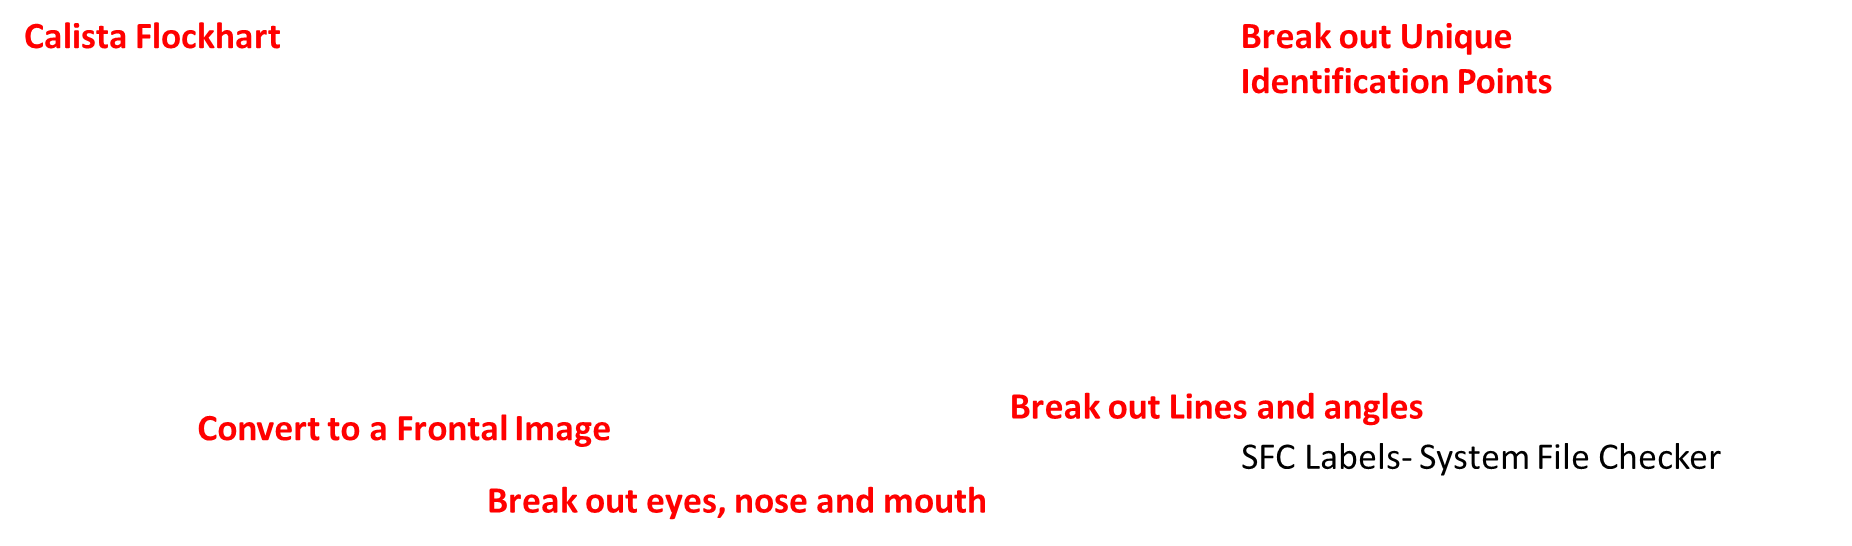 Calista Flockhart
Break out Unique
Identification Points
Convert to a Frontal Image
Break out eyes, nose and mouth
Break out Lines and angles
SFC Labels- System File Checker